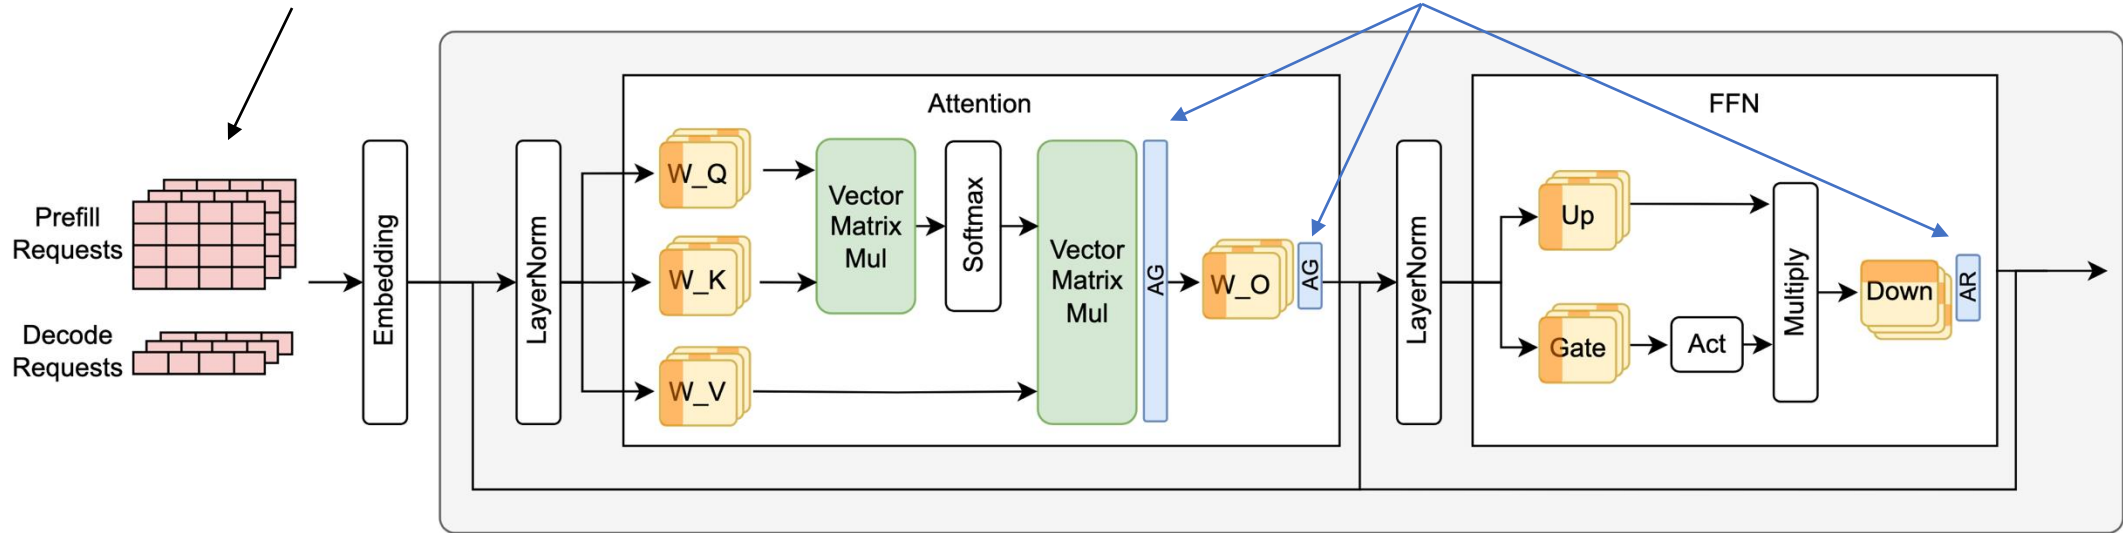 Prefill
Requests
Decode
Requests
Embedding
LayerNorm
Attention
W_Q
W_K
W_V
Vector
Matrix
Mul
Softmax
Vector
Matrix
Mul
AG
W_O
AG
LayerNorm
FFN
Up
Gate
Act
Multiply
Down
AR